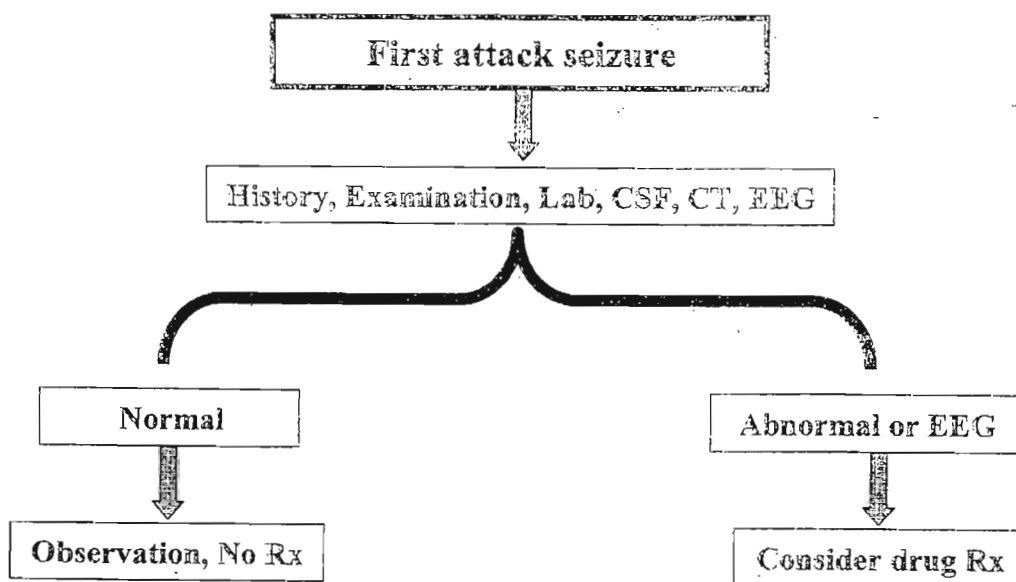 First attack seizure
History, Examination, Lab, CSF, CT, EEG
Normal
Abnormal or EEG
Observation, No Rx
Consider drug Rx